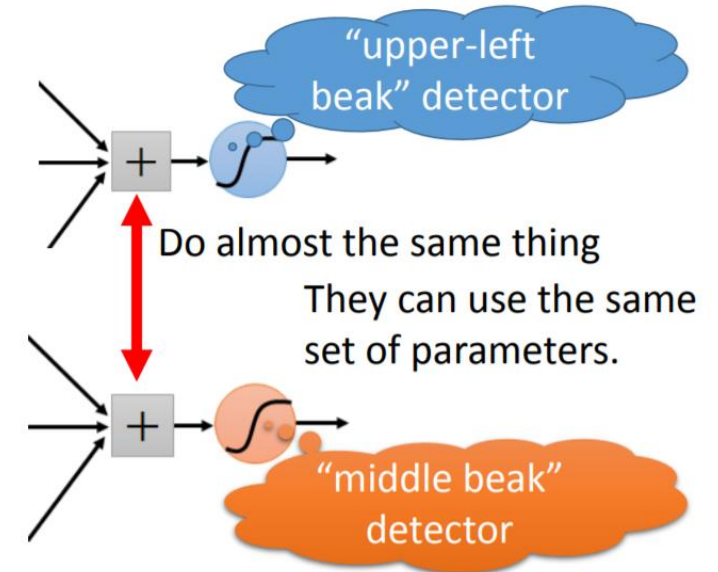 “upper-left
beak” detector
+
Do almost the same thing
They can use the same
set of parameters.
+
“middle beak”
detector